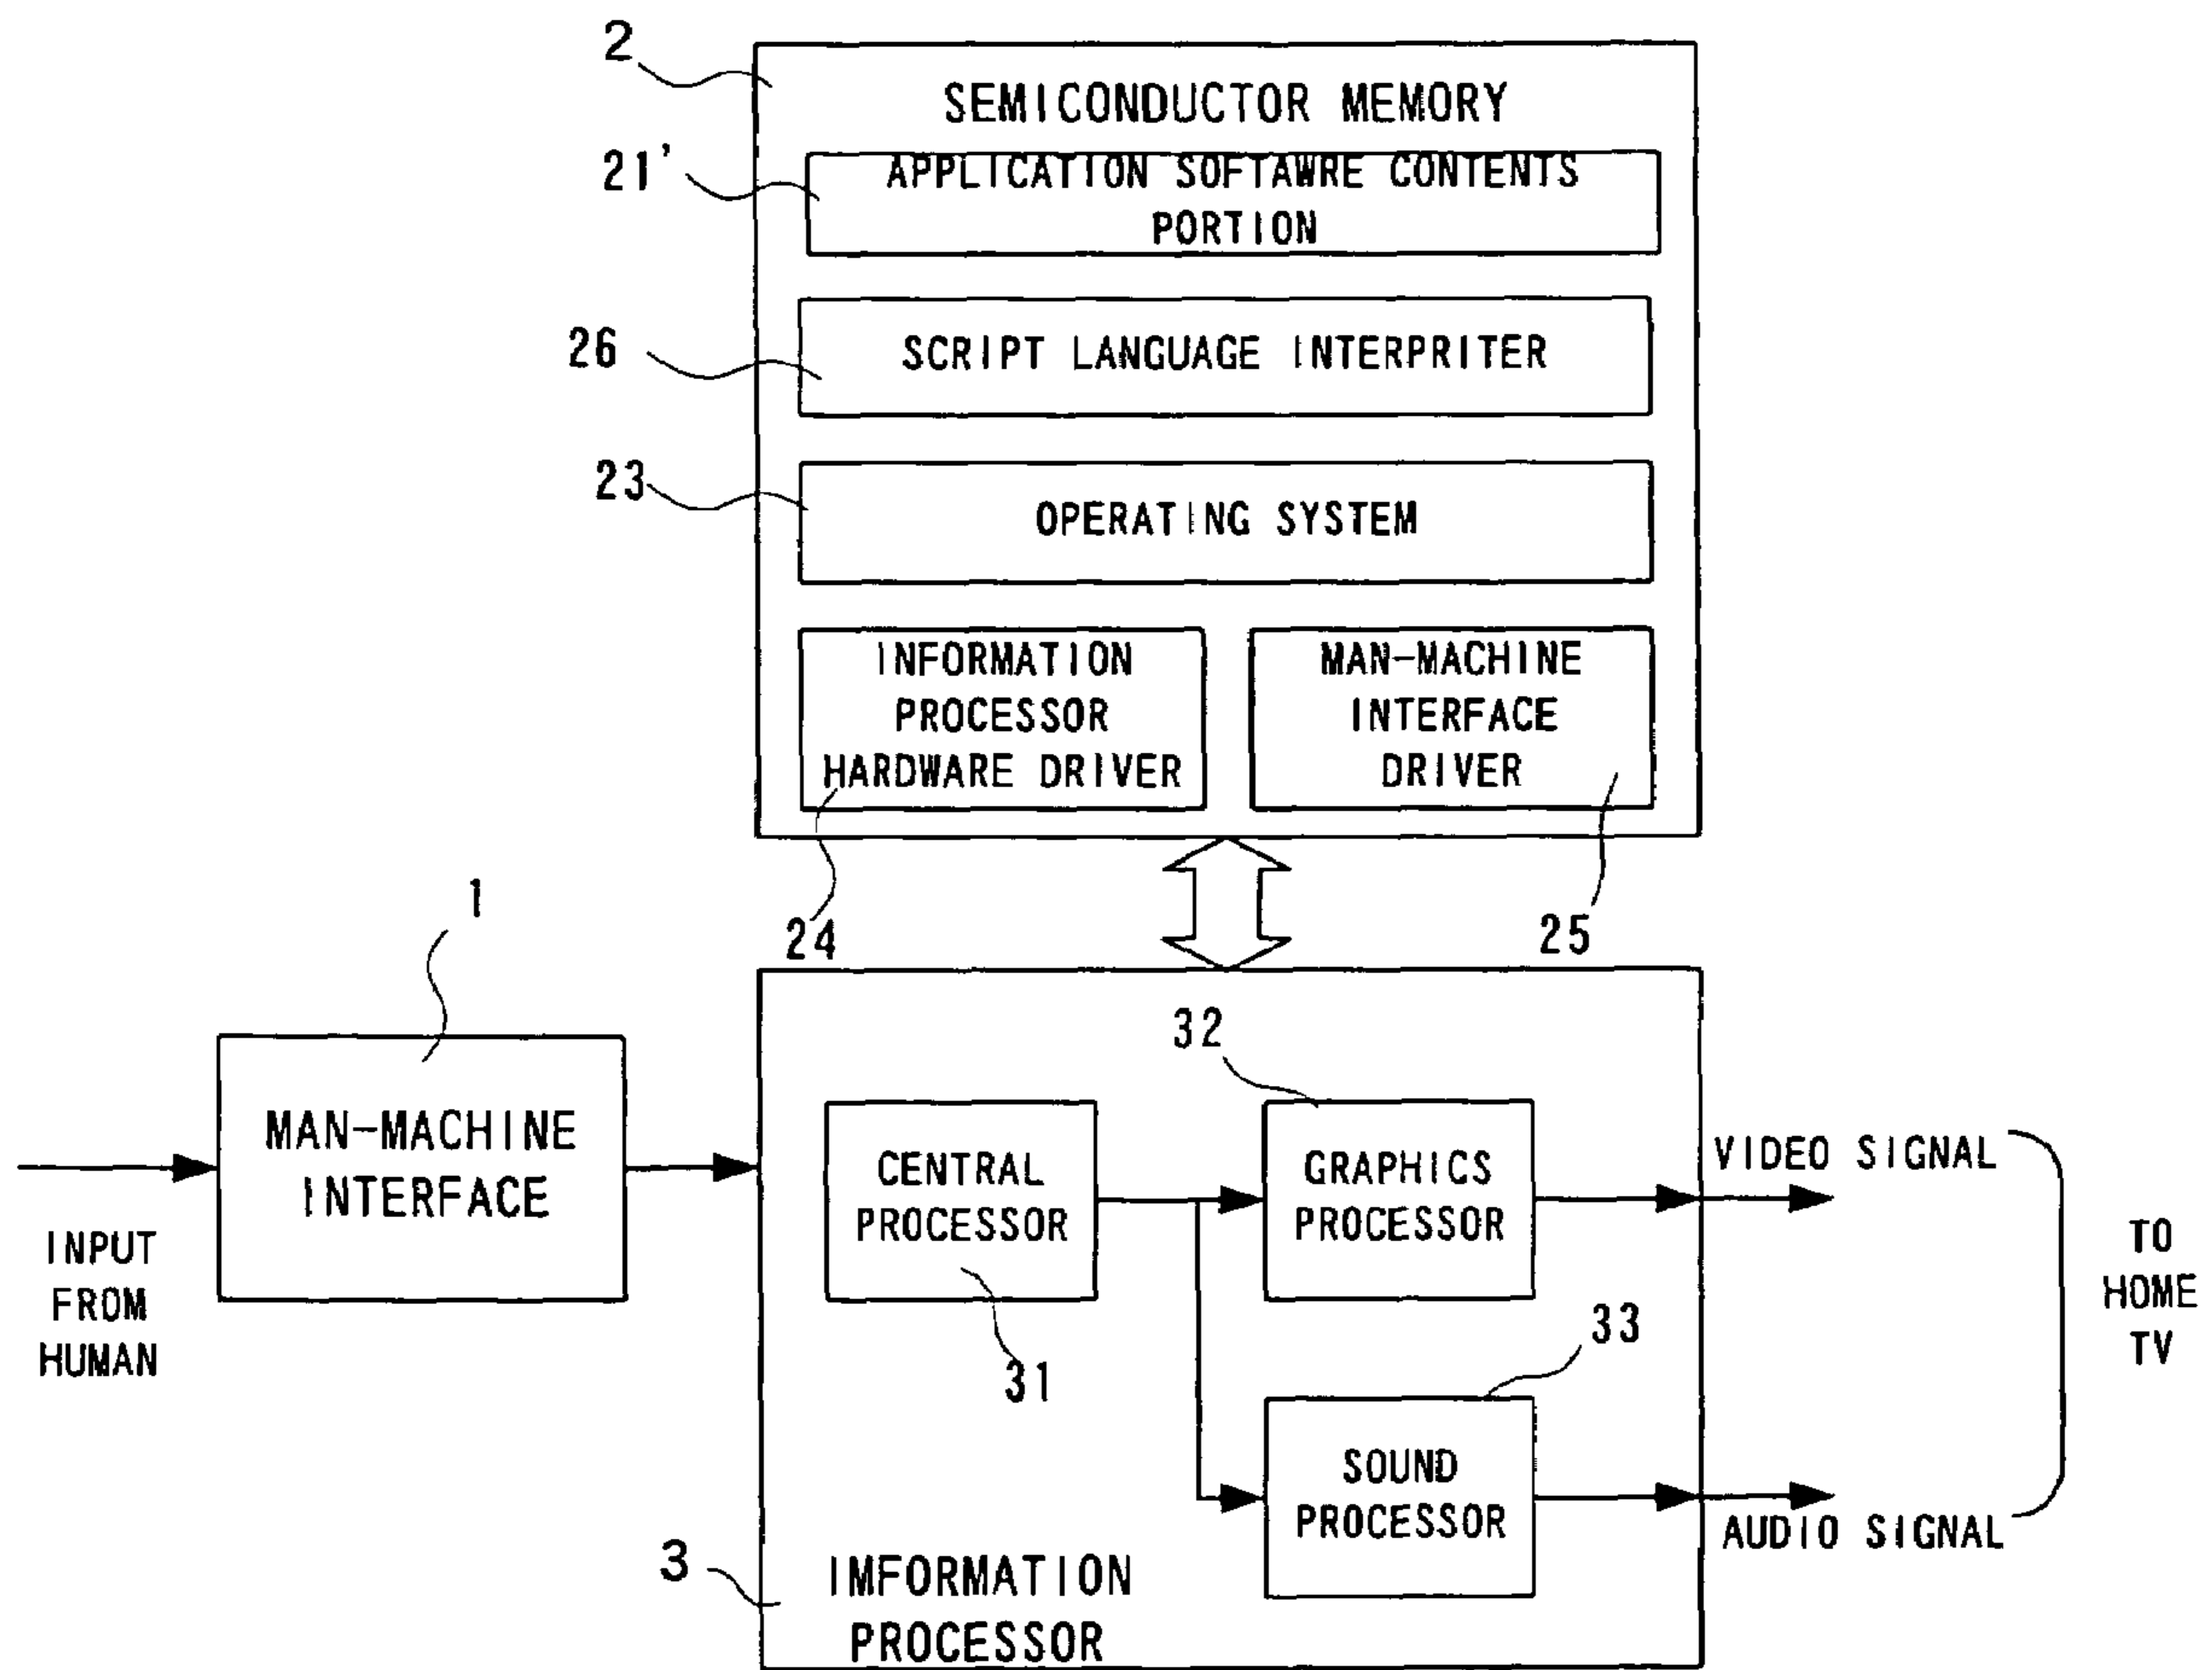 2
SEMICONDUCTOR MEMORY
21'
APPLICATION SOFTAWRE CONTENTS
PORTION
26
SCRIPT LANGUAGE INTERPRITER
23
OPERATING SYSTEM
INFORMATION
PROCESSOR
HARDWARE DRIVER
MAN-MACHINE
INTERFACE
DRIVER
24
25
1
MAN-MACHINE
INTERFACE
INPUT
FROM
HUMAN
32
CENTRAL
PROCESSOR
31
GRAPHICS
PROCESSOR
33
SOUND
PROCESSOR
3
IMFORMATION
PROCESSOR
VIDEO SIGNAL
AUDIO SIGNAL
TO
HOME
TV